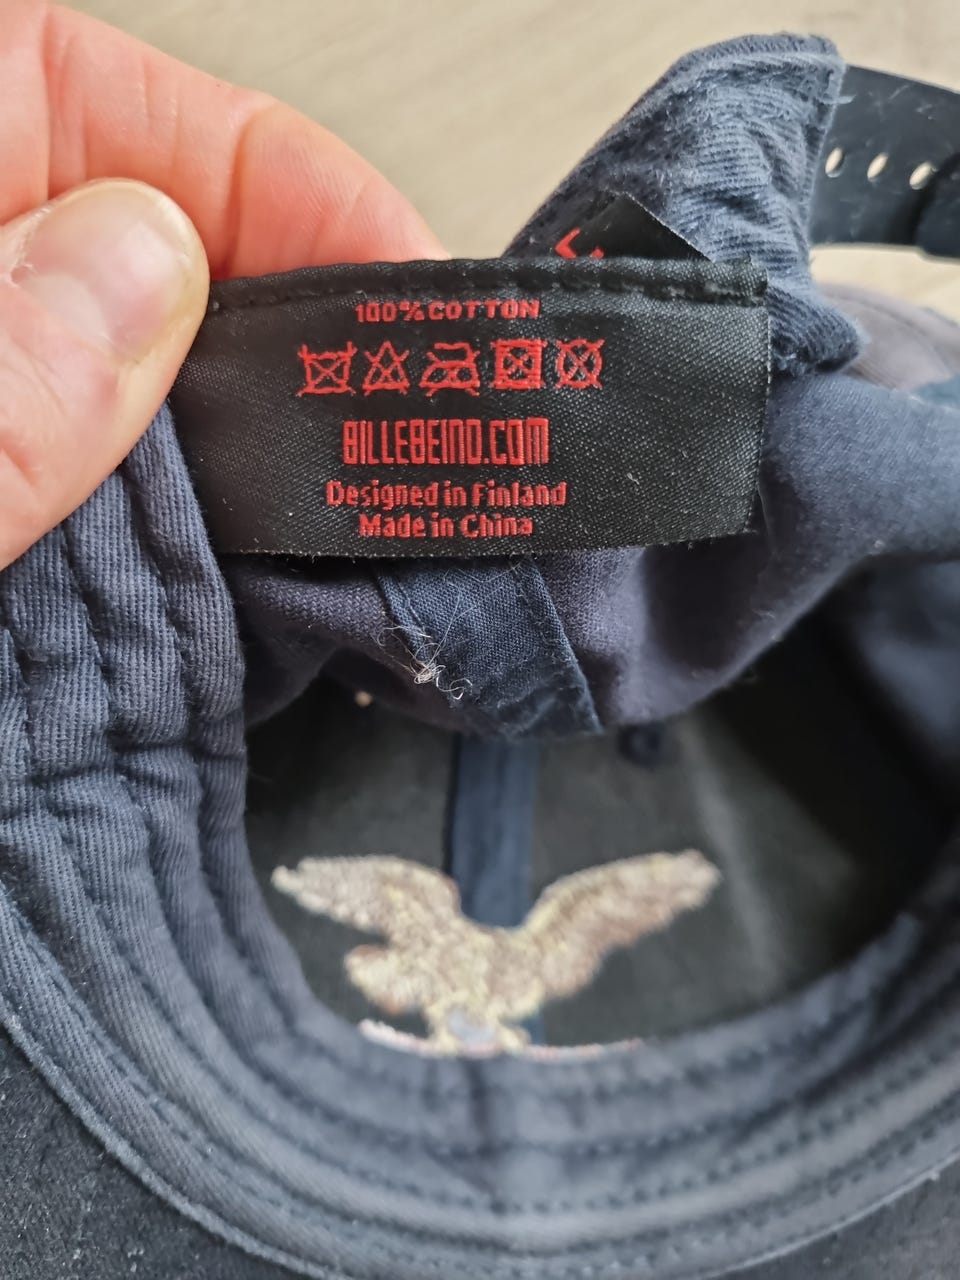 100% COTTON
BILLEBEINO.COM
Designed in Finland
Made in China